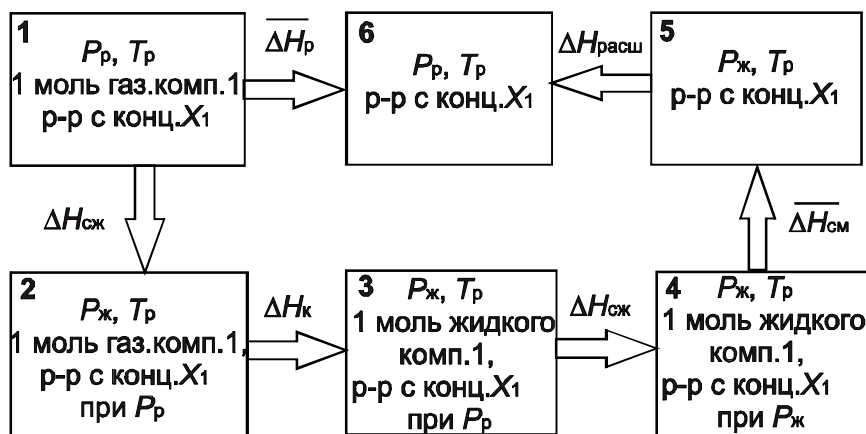 1
Pр, Tр
1 моль газ.комп.1
р-р с конц.X1
ΔHр
6
Pр, Tр
р-р с конц.X1
ΔHрасш
5
Pж, Tр
р-р с конц.X1
ΔHсж
ΔHсм
2
Pж, Tр
1 моль газ.комп.1,
р-р с конц.X1
при Pр
ΔHк
3
Pж, Tр
1 моль жидкого
комп.1,
р-р с конц.X1
при Pр
ΔHсж
4
Pж, Tр
1 моль жидкого
комп.1,
р-р с конц.X1
при Pж